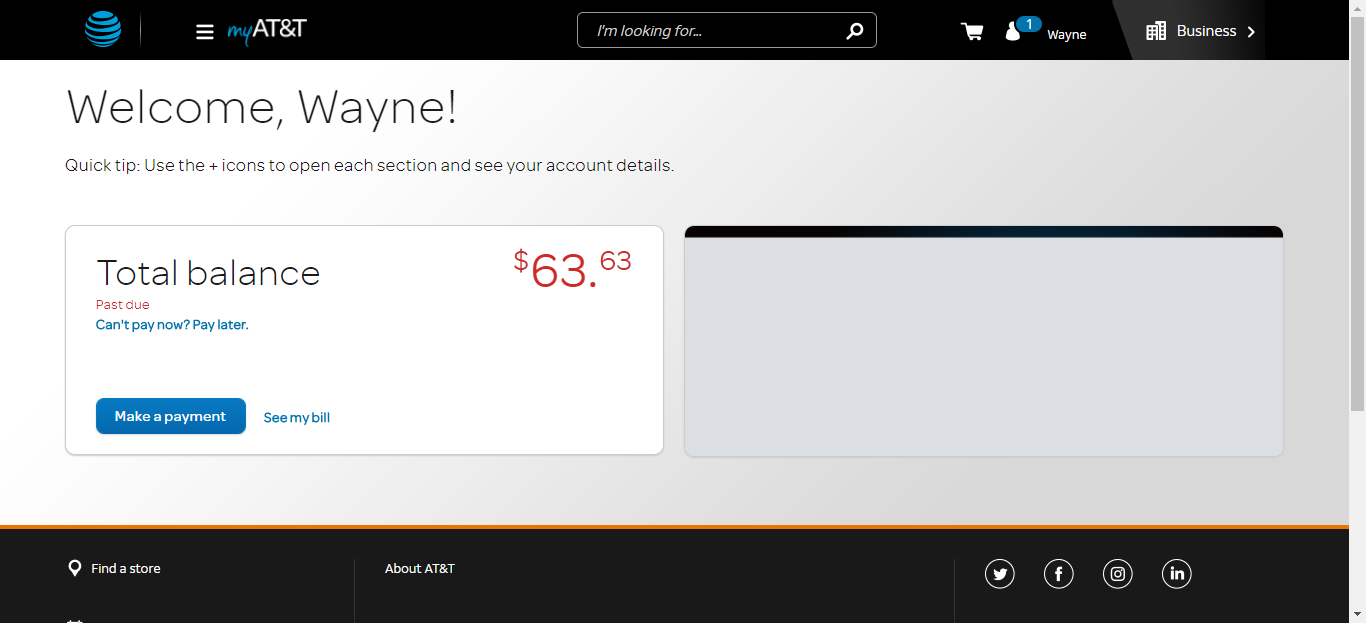 myAT&T
I'm looking for...
1
Wayne
Business
Welcome, Wayne!
Quick tip: Use the + icons to open each section and see your account details.
Total balance
$63.63
Past due
Can't pay now? Pay later.
Make a payment
See my bill
Find a store
About AT&T